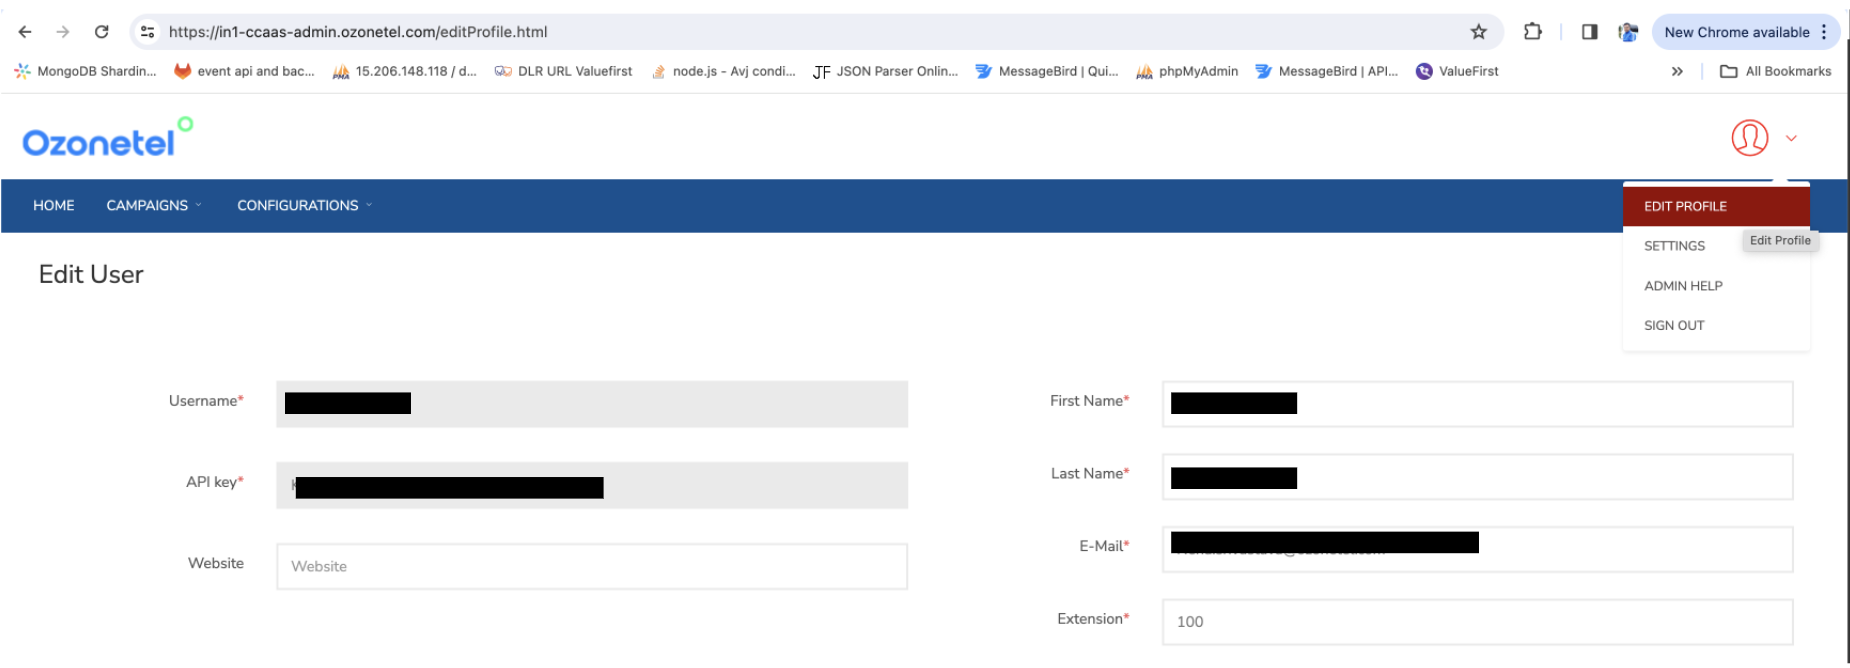 https://in1-ccaas-admin.ozonetel.com/editProfile.html
New Chrome available
MongoDB Shardin...
event api and bac...
15.206.148.118 / d...
DLR URL Valuefirst
node.js - Avj condi...
JSON Parser Onlin...
MessageBird | Qui...
phpMyAdmin
MessageBird | API...
ValueFirst
All Bookmarks
Ozonetel
HOME
CAMPAIGNS
CONFIGURATIONS
EDIT PROFILE
SETTINGS
Edit Profile
ADMIN HELP
SIGN OUT
Edit User
Username*
First Name*
API key*
Last Name*
E-Mail*
Website
Website
Extension*
100